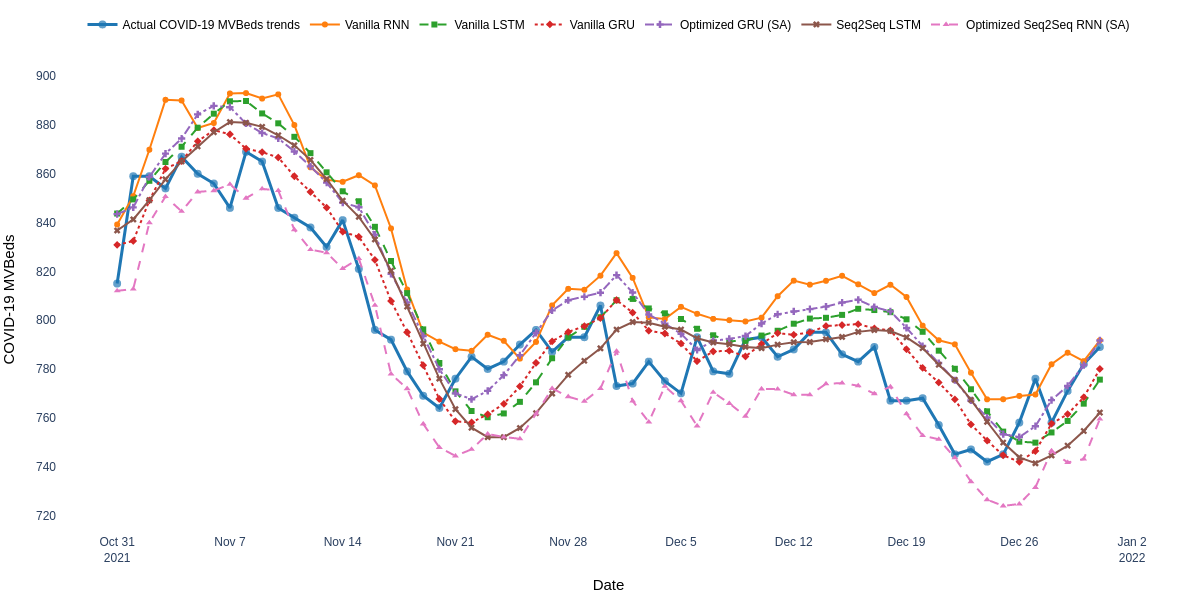 Actual COVID-19 MVBeds trends Vanilla RNN Vanilla LSTM Vanilla GRU Optimized GRU (SA) Seq2Seq LSTM Optimized Seq2Seq RNN (SA)
900
880
860
840
820
800
780
760
740
720
COVID-19 MVBeds
Oct 31 Nov 7 Nov 14 Nov 21 Nov 28 Dec 5 Dec 12 Dec 19 Dec 26 Jan 2
2021 2022
Date